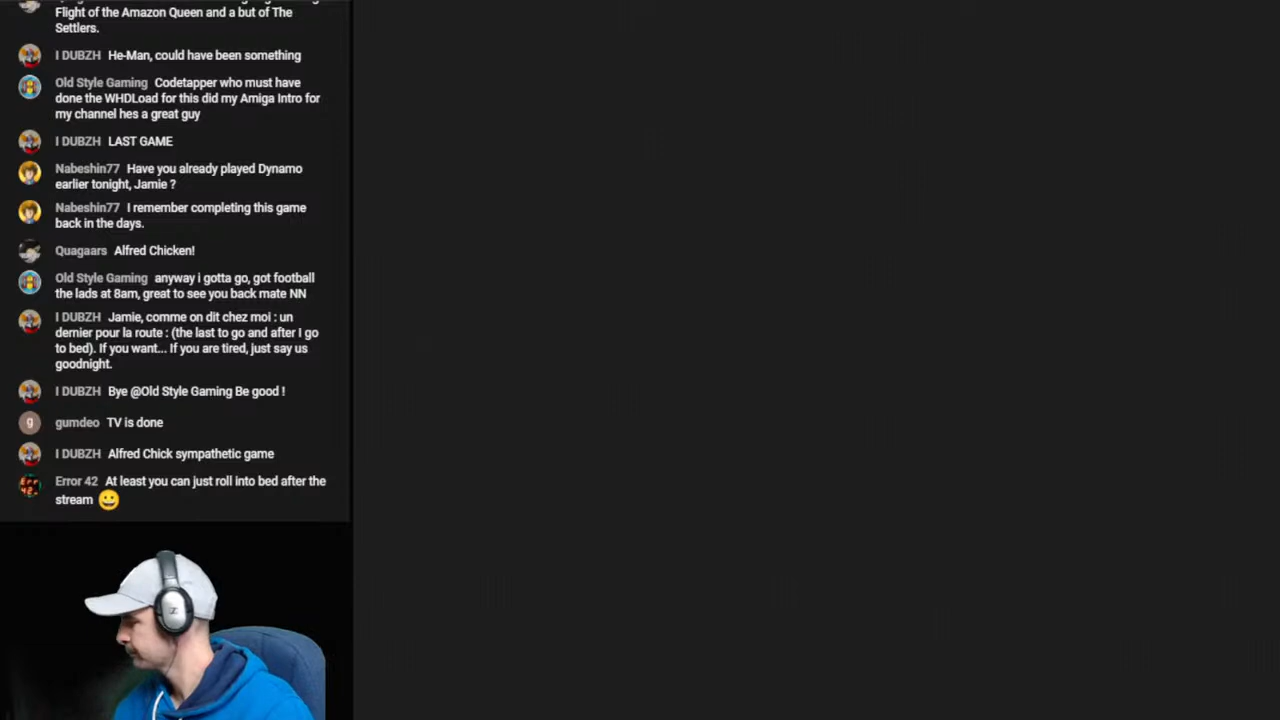 Flight of the Amazon Queen and a but of The
Settlers.
I DUBZH He-Man, could have been something
Old Style Gaming Codetapper who must have
done the WHDLoad for this did my Amiga Intro for
my channel hes a great guy
I DUBZH LAST GAME
Nabeshin77 Have you already played Dynamo
earlier tonight, Jamie ?
Nabeshin77 I remember completing this game
back in the days.
Quagaars Alfred Chicken!
Old Style Gaming anyway i gotta go, got football
the lads at 8am, great to see you back mate NN
I DUBZH Jamie, comme on dit chez moi : un
dernier pour la route : (the last to go and after I go
to bed). If you want... If you are tired, just say us
goodnight.
I DUBZH Bye @Old Style Gaming Be good !
g gumdeo TV is done
I DUBZH Alfred Chick sympathetic game
Error 42 At least you can just roll into bed after the
stream 😀